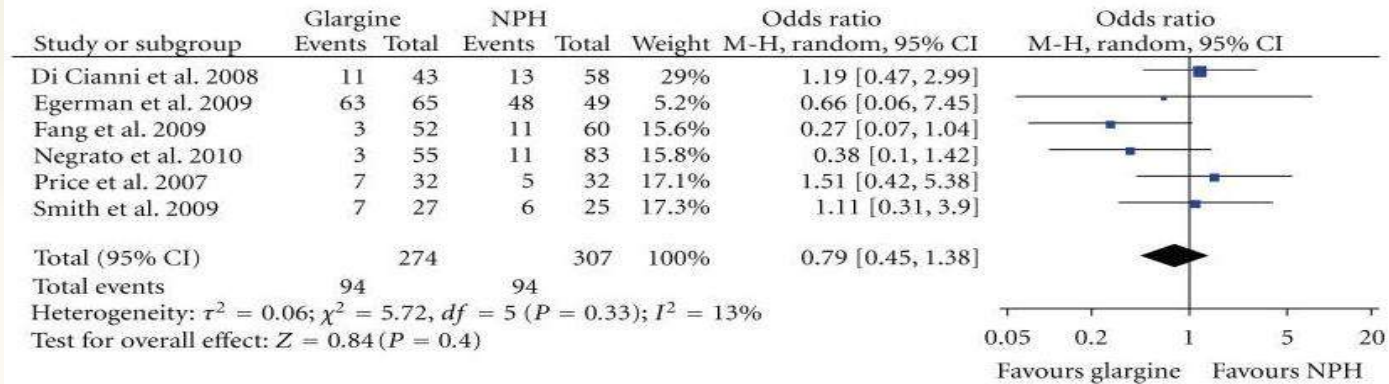 Glargine NPH Odds ratio Odds ratio
Study or subgroup Events Total Events Total Weight M-H, random, 95% CI M-H, random, 95% CI
Di Cianni et al. 2008 11 43 13 58 29% 1.19 [0.47, 2.99]
Egerman et al. 2009 63 65 48 49 5.2% 0.66 [0.06, 7.45]
Fang et al. 2009 3 52 11 60 15.6% 0.27 [0.07, 1.04]
Negrato et al. 2010 3 55 11 83 15.8% 0.38 [0.1, 1.42]
Price et al. 2007 7 32 5 32 17.1% 1.51 [0.42, 5.38]
Smith et al. 2009 7 27 6 25 17.3% 1.11 [0.31, 3.9]
Total (95% CI) 274 307 100% 0.79 [0.45, 1.38]
Total events 94 94
Heterogeneity: τ² = 0.06; χ² = 5.72, df = 5 (P = 0.33); I² = 13%
Test for overall effect: Z = 0.84 (P = 0.4)
0.05 0.2 1 5 20
Favours glargine Favours NPH